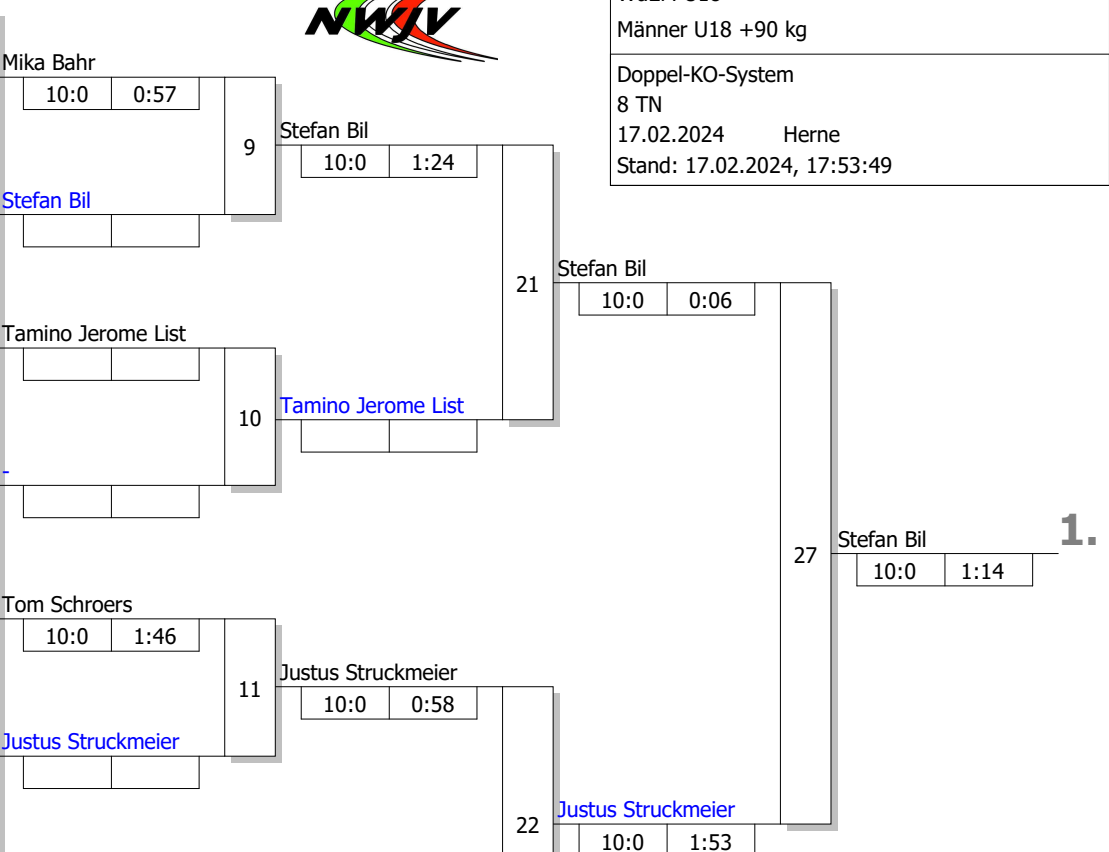 NWJV
Männer U18 +90 kg
Doppel-KO-System
8 TN
17.02.2024 Herne
Stand: 17.02.2024, 17:53:49
Mika Bahr
10:0 0:57
9
Stefan Bil
10:0 1:24
Stefan Bil
21
Stefan Bil
10:0 0:06
Tamino Jerome List
10
Tamino Jerome List
-
27
Stefan Bil
10:0 1:14
1.
Tom Schroers
10:0 1:46
11
Justus Struckmeier
10:0 0:58
Justus Struckmeier
22
Justus Struckmeier
10:0 1:53